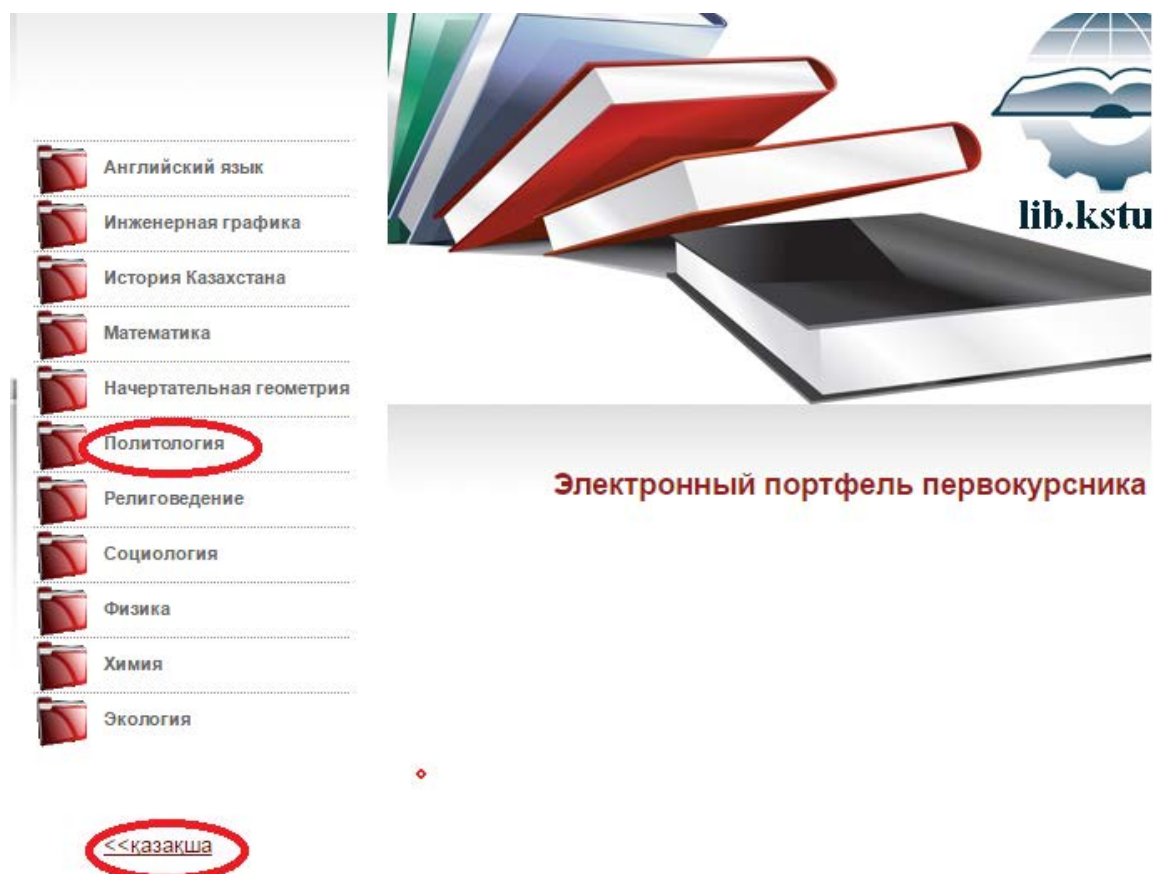 Английский язык
Инженерная графика
История Казахстана
Математика
Начертательная геометрия
Политология
Религоведение
Социология
Физика
Химия
Экология
<<қазақша
lib.kstu
Электронный портфель первокурсника